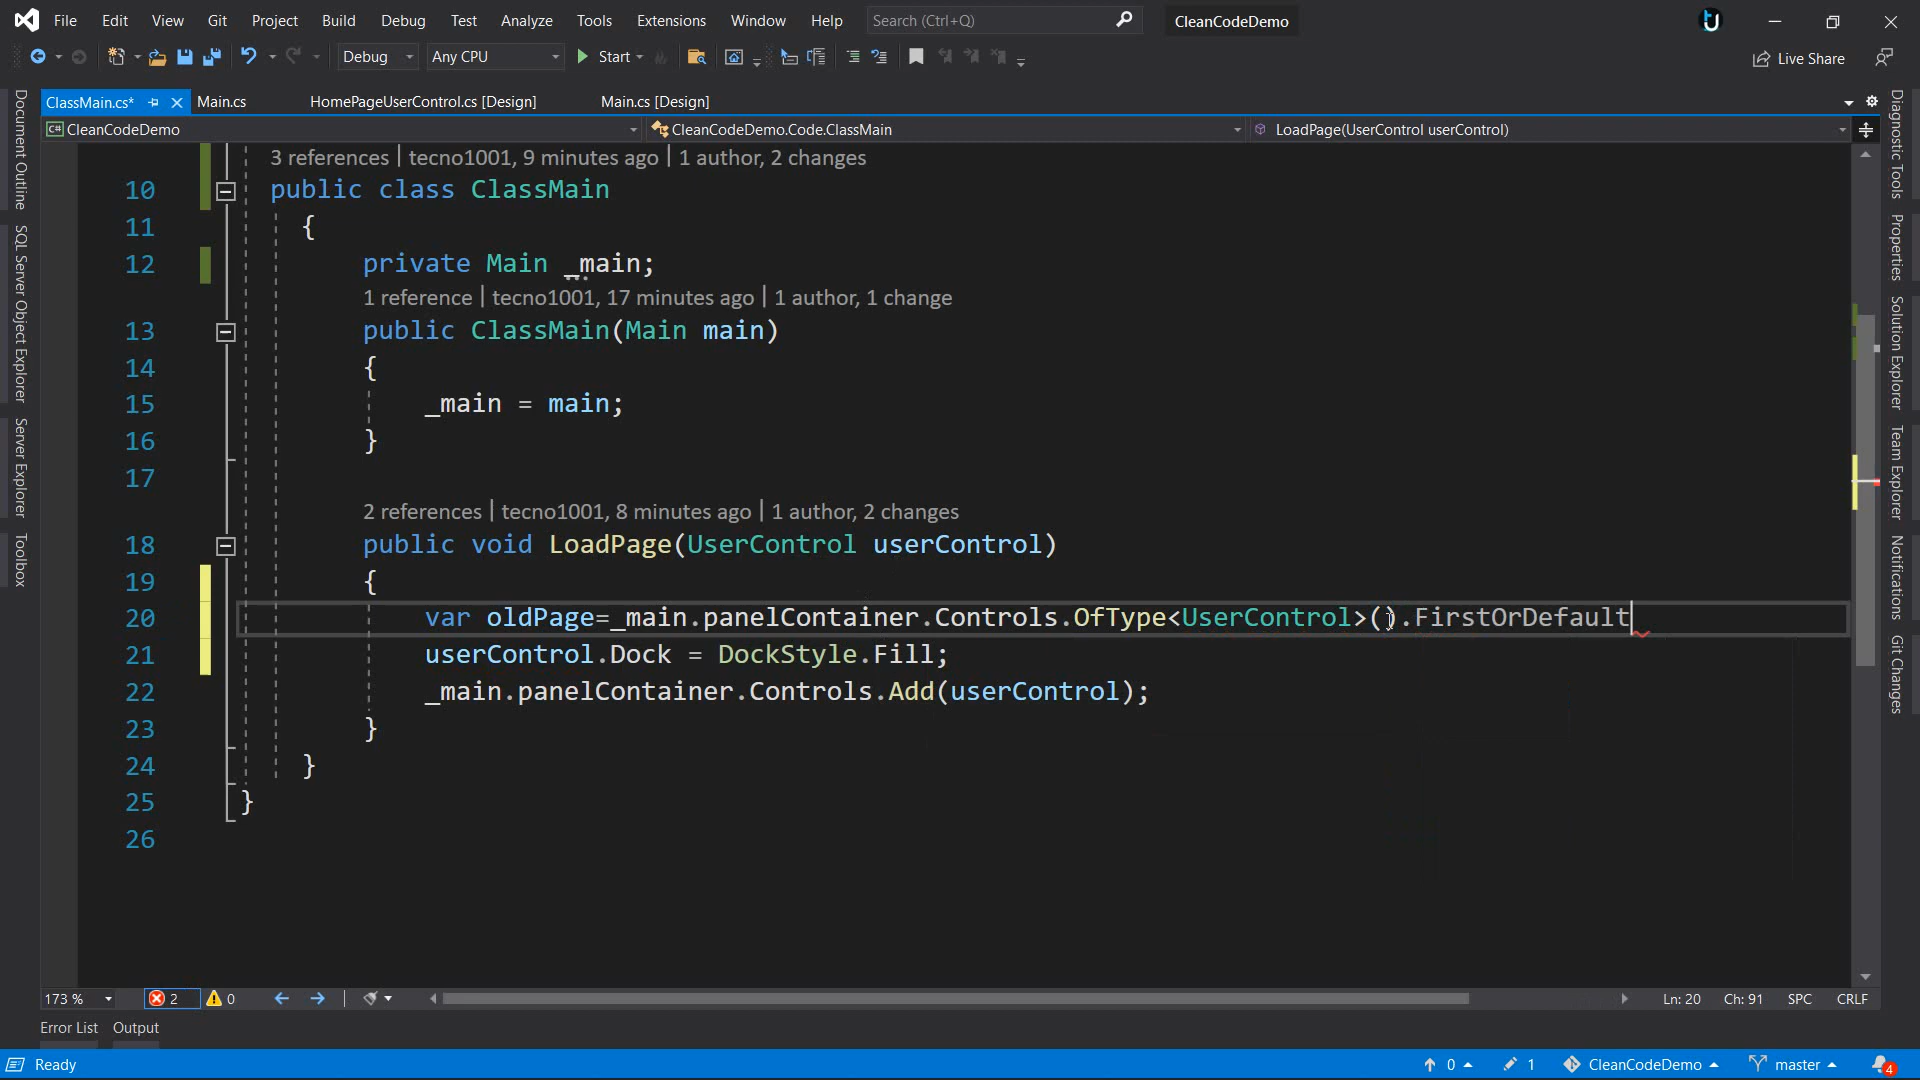 File Edit View Git Project Build Debug Test Analyze Tools Extensions Window Help Search (Ctrl+Q) CleanCodeDemo
Debug Any CPU Start Live Share
ClassMain.cs* Main.cs HomePageUserControl.cs [Design] Main.cs [Design]
C# CleanCodeDemo CleanCodeDemo.Code.ClassMain LoadPage(UserControl userControl)
3 references | tecno1001, 9 minutes ago | 1 author, 2 changes
10 public class ClassMain
11 {
12 private Main _main;
1 reference | tecno1001, 17 minutes ago | 1 author, 1 change
13 public ClassMain(Main main)
14 {
15 _main = main;
16 }
17
2 references | tecno1001, 8 minutes ago | 1 author, 2 changes
18 public void LoadPage(UserControl userControl)
19 {
20 var oldPage=_main.panelContainer.Controls.OfType<UserControl>().FirstOrDefault
21 userControl.Dock = DockStyle.Fill;
22 _main.panelContainer.Controls.Add(userControl);
23 }
24 }
25 }
26
Document Outline
SQL Server Object Explorer
Server Explorer
Toolbox
Diagnostic Tools
Properties
Solution Explorer
Team Explorer
Notifications
Git Changes
173 % 2 0 Ln: 20 Ch: 91 SPC CRLF
Error List Output
Ready 0 1 CleanCodeDemo master 4